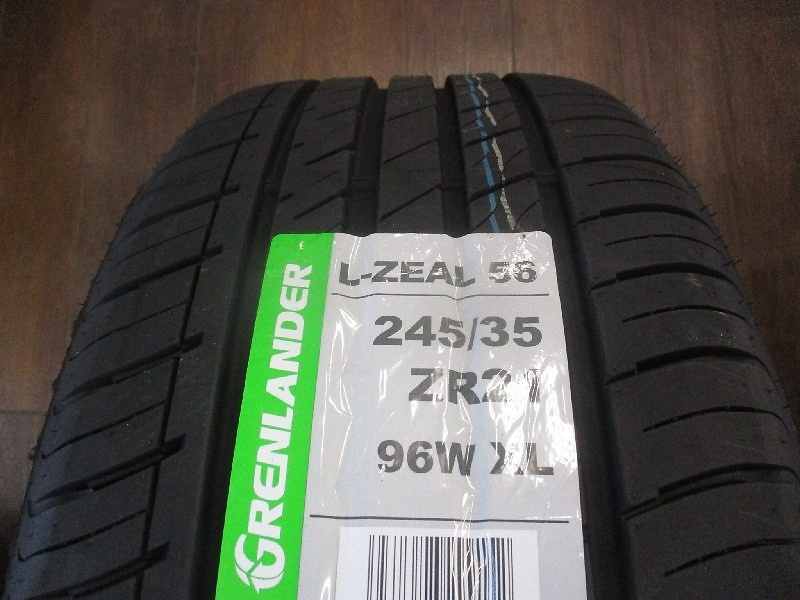 GRENLANDER
L-ZEAL 56
245/35
ZR21
96W XL